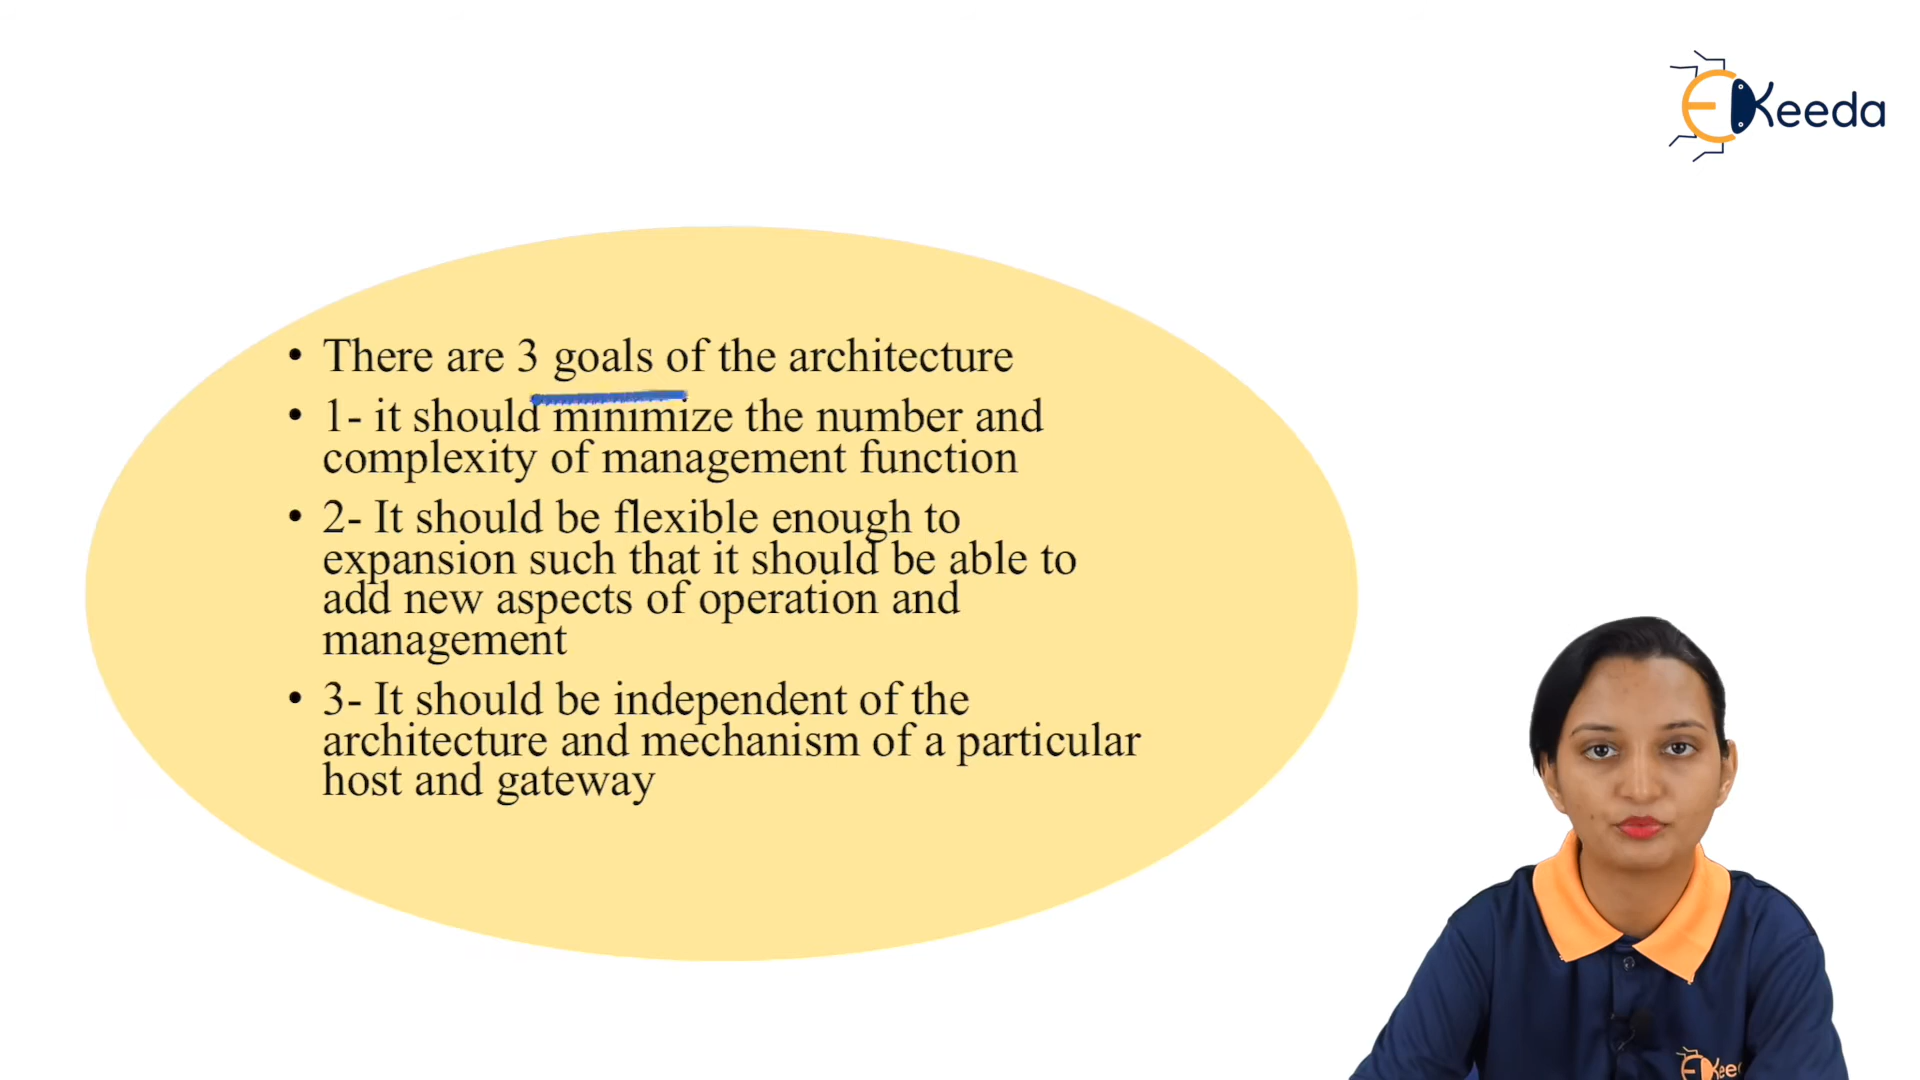 EKeeda
• There are 3 goals of the architecture
• 1- it should minimize the number and
complexity of management function
• 2- It should be flexible enough to
expansion such that it should be able to
add new aspects of operation and
management
• 3- It should be independent of the
architecture and mechanism of a particular
host and gateway